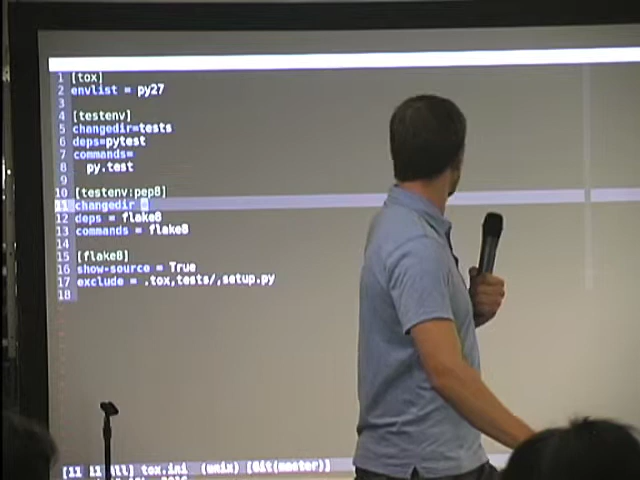 1 [tox]
2 envlist = py27
3
4 [testenv]
5 changedir=tests
6 deps=pytest
7 commands=
8 py.test
9
10 [testenv:pep8]
11 changedir =
12 deps = flake8
13 commands = flake8
14
15 [flake8]
16 show-source = True
17 exclude = .tox,tests/,setup.py
18
tox.ini (unix) [Git(master)]